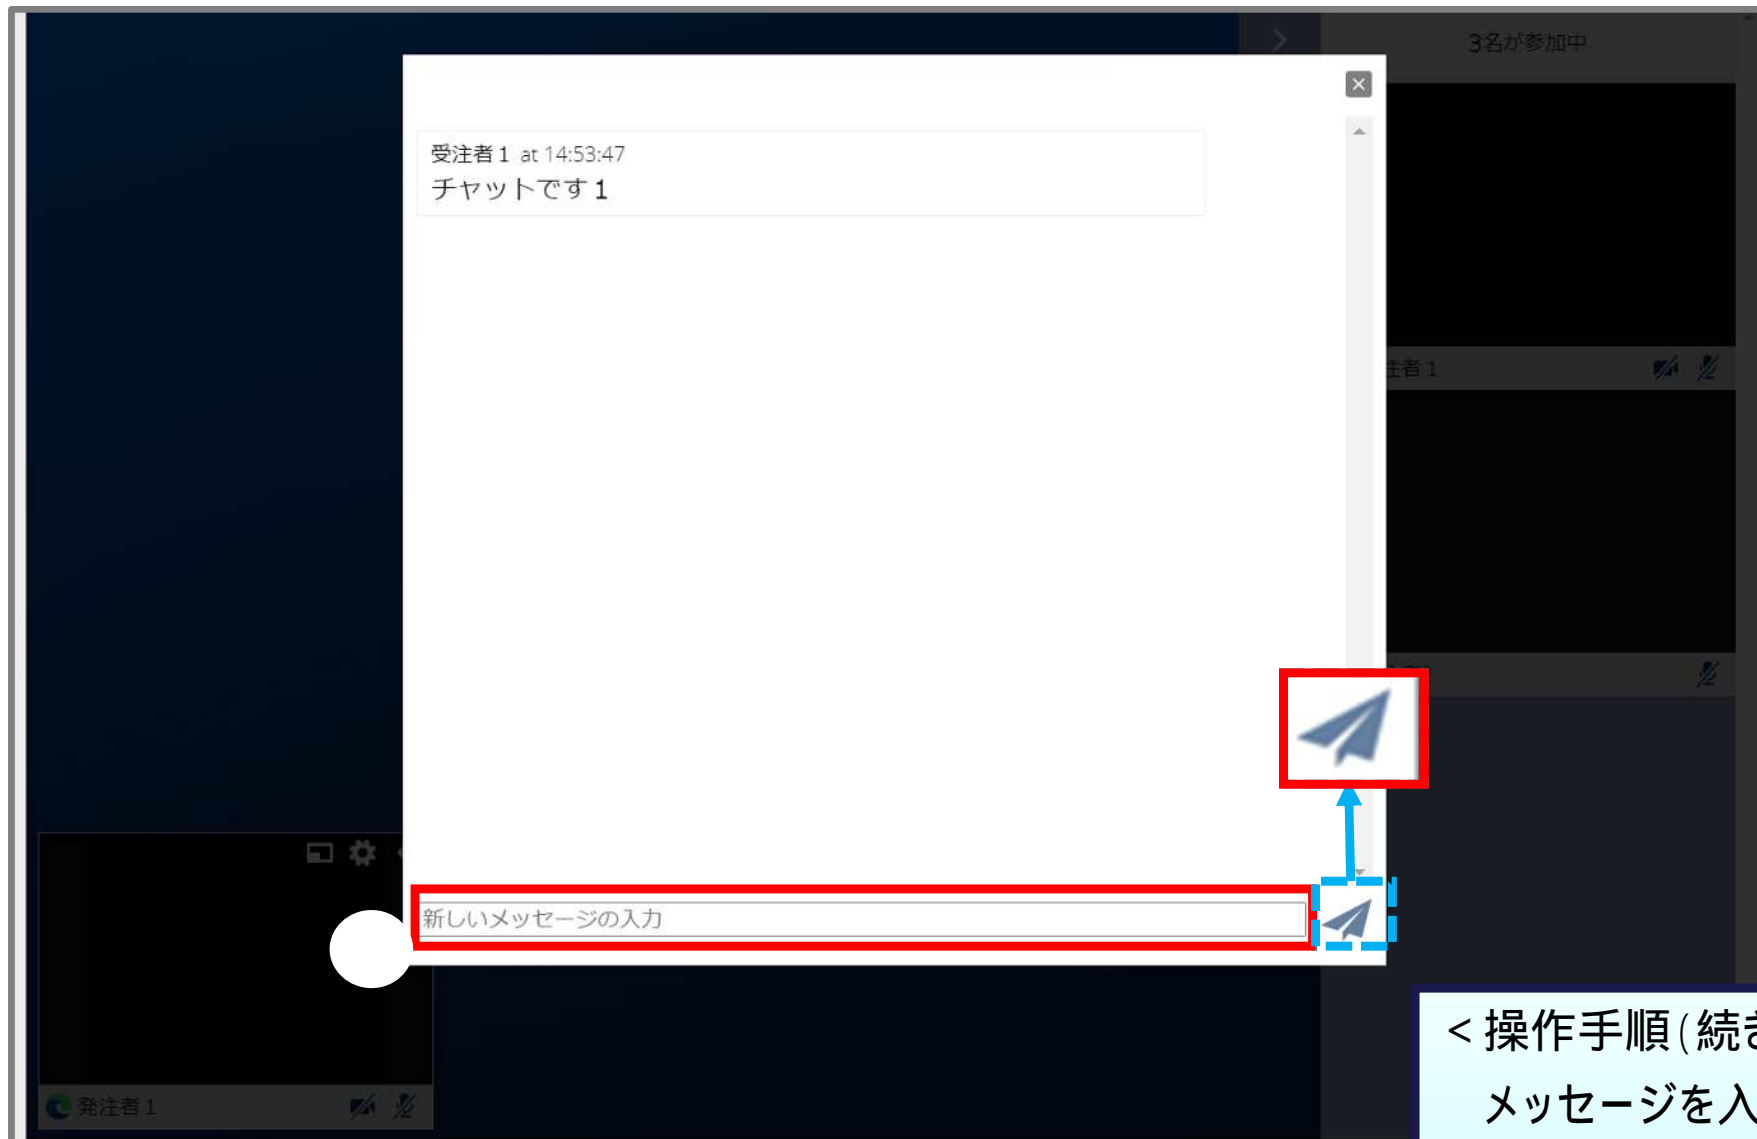 3名が参加中
受注者1 at 14:53:47
チャットです1
注者1
新しいメッセージの入力
発注者1
<操作手順(続き
メッセージを入